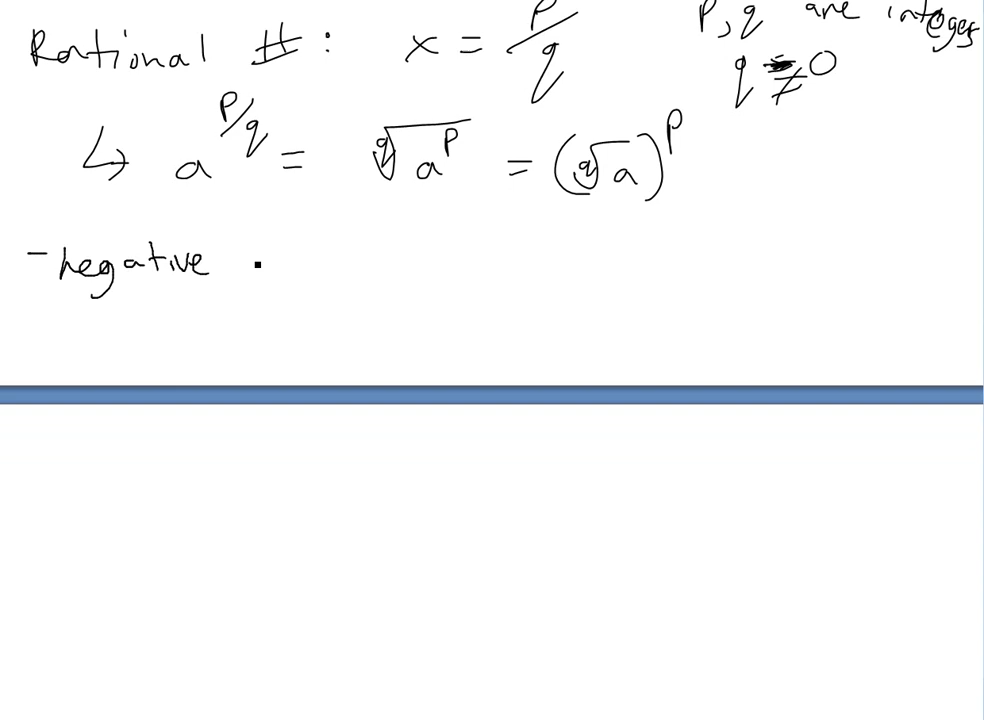 Rational #: x = p/q p,q are integers
q ≠ 0
↳ a^(p/q) = ᑫ√(a^p) = (ᑫ√a)^p
- negative